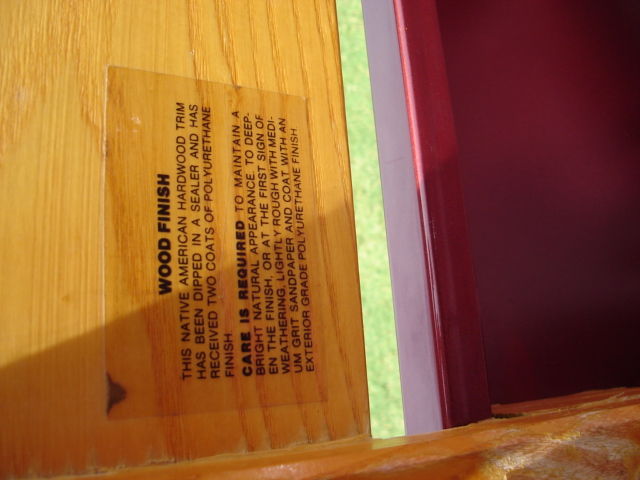 WOOD FINISH
THIS NATIVE AMERICAN HARDWOOD TRIM
HAS BEEN DIPPED IN A SEALER AND HAS
RECEIVED TWO COATS OF POLYURETHANE
FINISH
CARE IS REQUIRED TO MAINTAIN A
BRIGHT NATURAL APPEARANCE. TO DEEP-
EN THE FINISH, OR AT THE FIRST SIGN OF
WEATHERING, LIGHTLY ROUGH WITH MEDI-
UM GRIT SANDPAPER AND COAT WITH AN
EXTERIOR GRADE POLYURETHANE FINISH